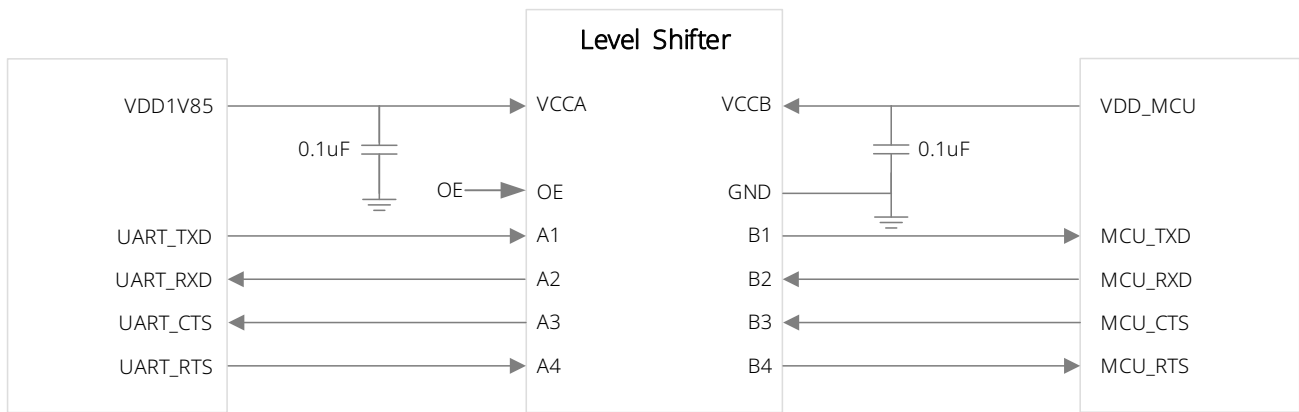 Level Shifter
VDD1V85 VCCA VCCB VDD_MCU
0.1uF 0.1uF
OE OE GND
UART_TXD A1 B1 MCU_TXD
UART_RXD A2 B2 MCU_RXD
UART_CTS A3 B3 MCU_CTS
UART_RTS A4 B4 MCU_RTS